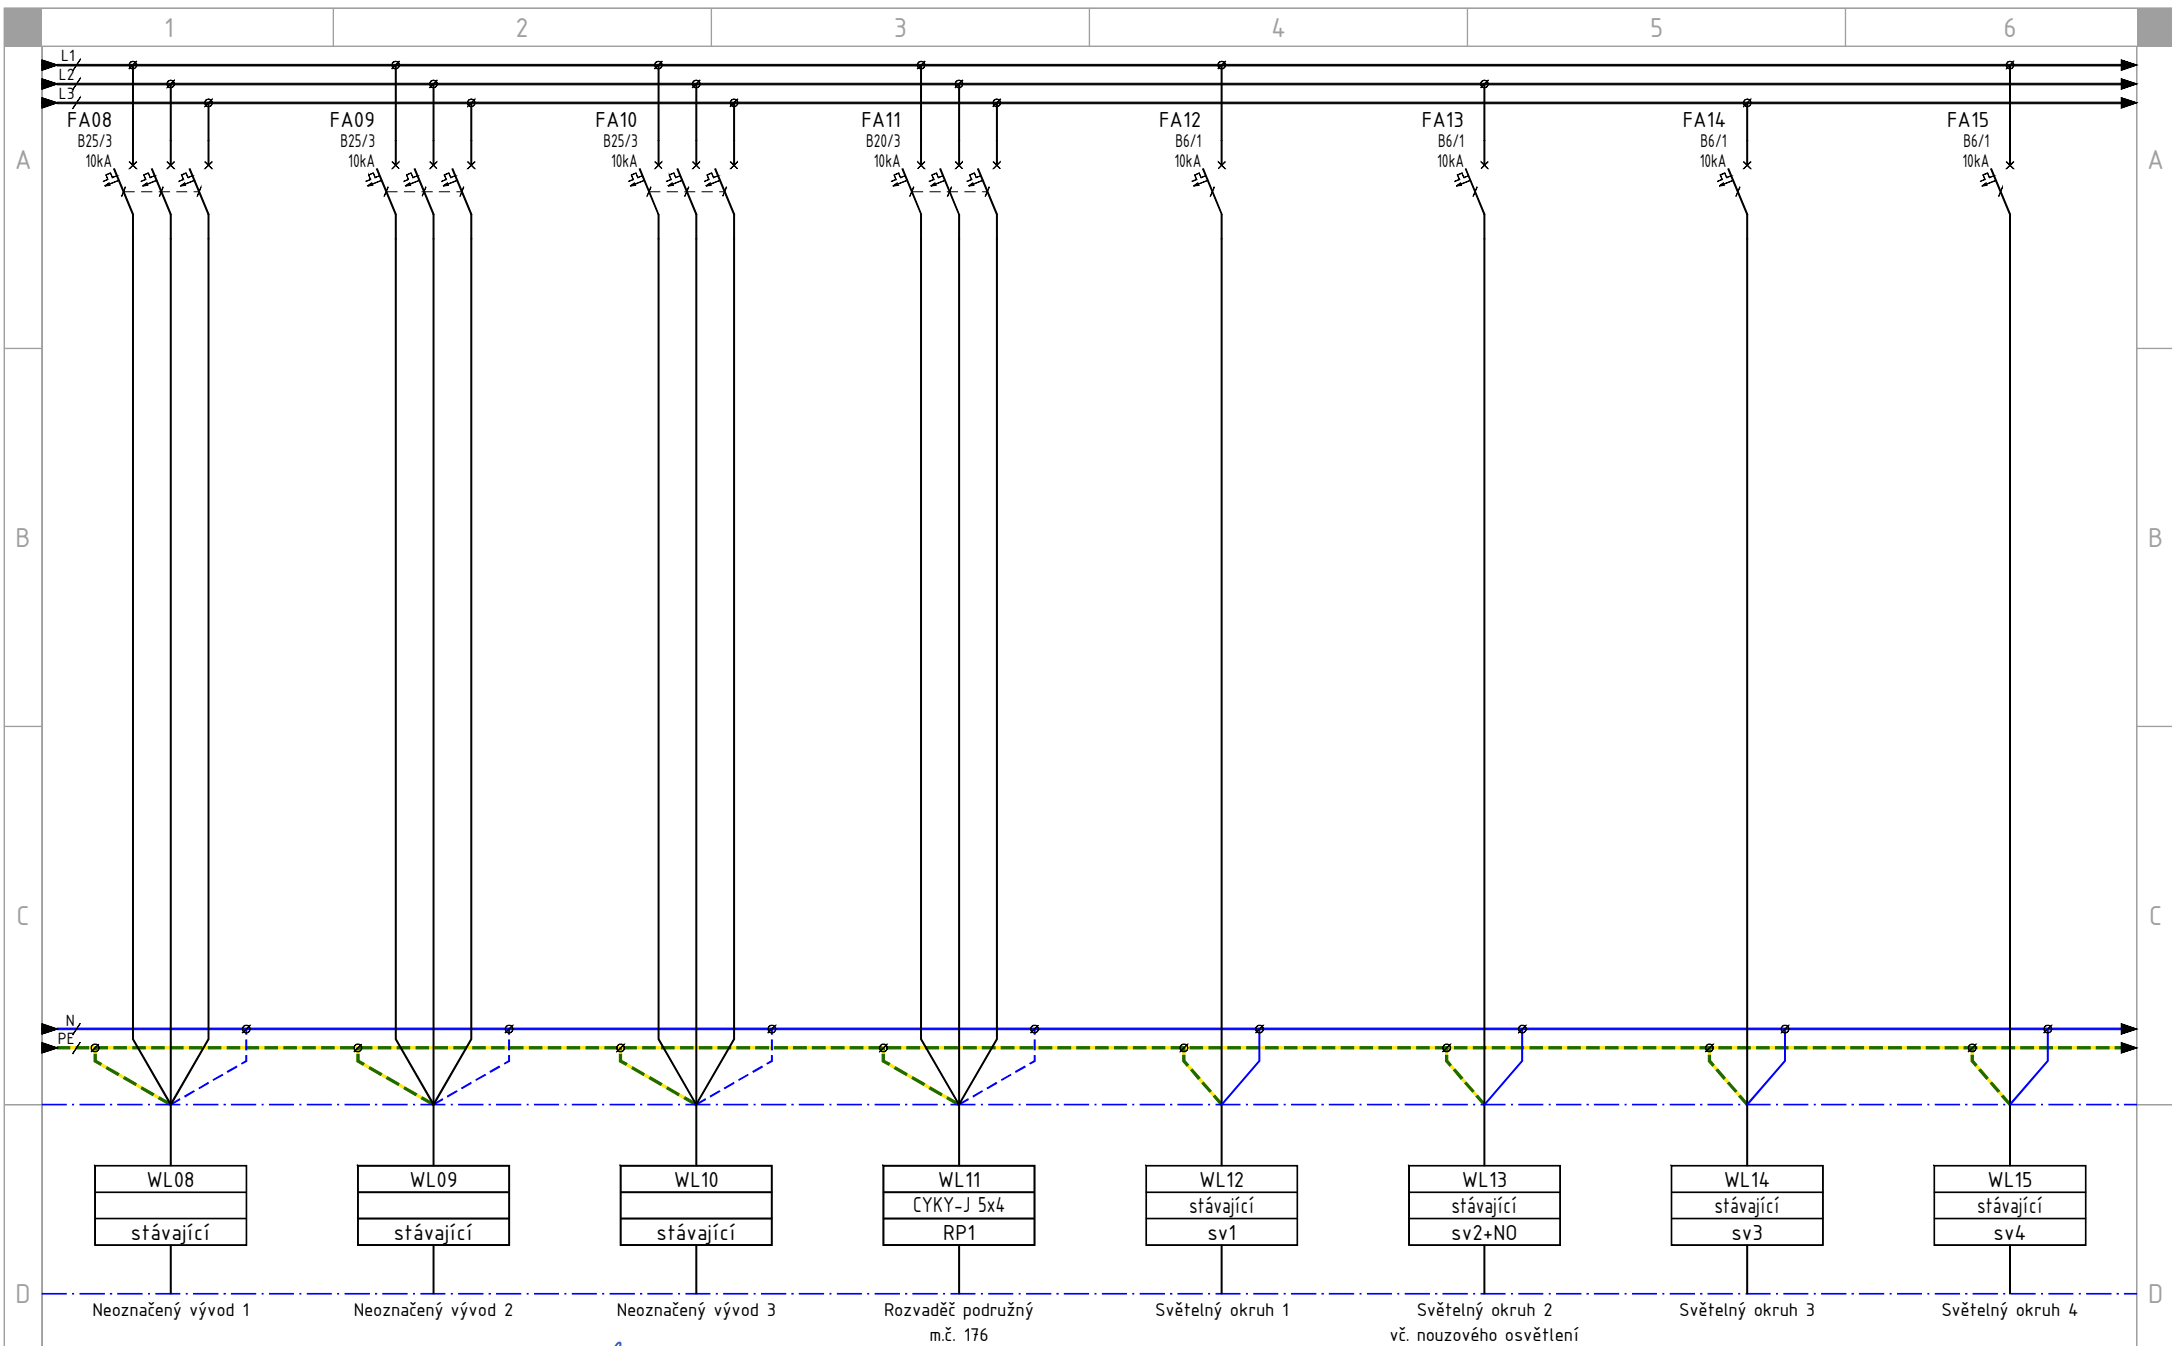 1 2 3 4 5 6
L1
L2
L3
FA08 FA09 FA10 FA11 FA12 FA13 FA14 FA15
B25/3 B25/3 B25/3 B20/3 B6/1 B6/1 B6/1 B6/1
10kA 10kA 10kA 10kA 10kA 10kA 10kA 10kA
A A
B B
C C
N
PE
WL08 WL09 WL10 WL11 WL12 WL13 WL14 WL15
CYKY-J 5x4 stávající stávající stávající stávající
stávající stávající stávající RP1 sv1 sv2+NO sv3 sv4
D D
Neoznačený vývod 1 Neoznačený vývod 2 Neoznačený vývod 3 Rozvaděč podružný Světelný okruh 1 Světelný okruh 2 Světelný okruh 3 Světelný okruh 4
m.č. 176 vč. nouzového osvětlení